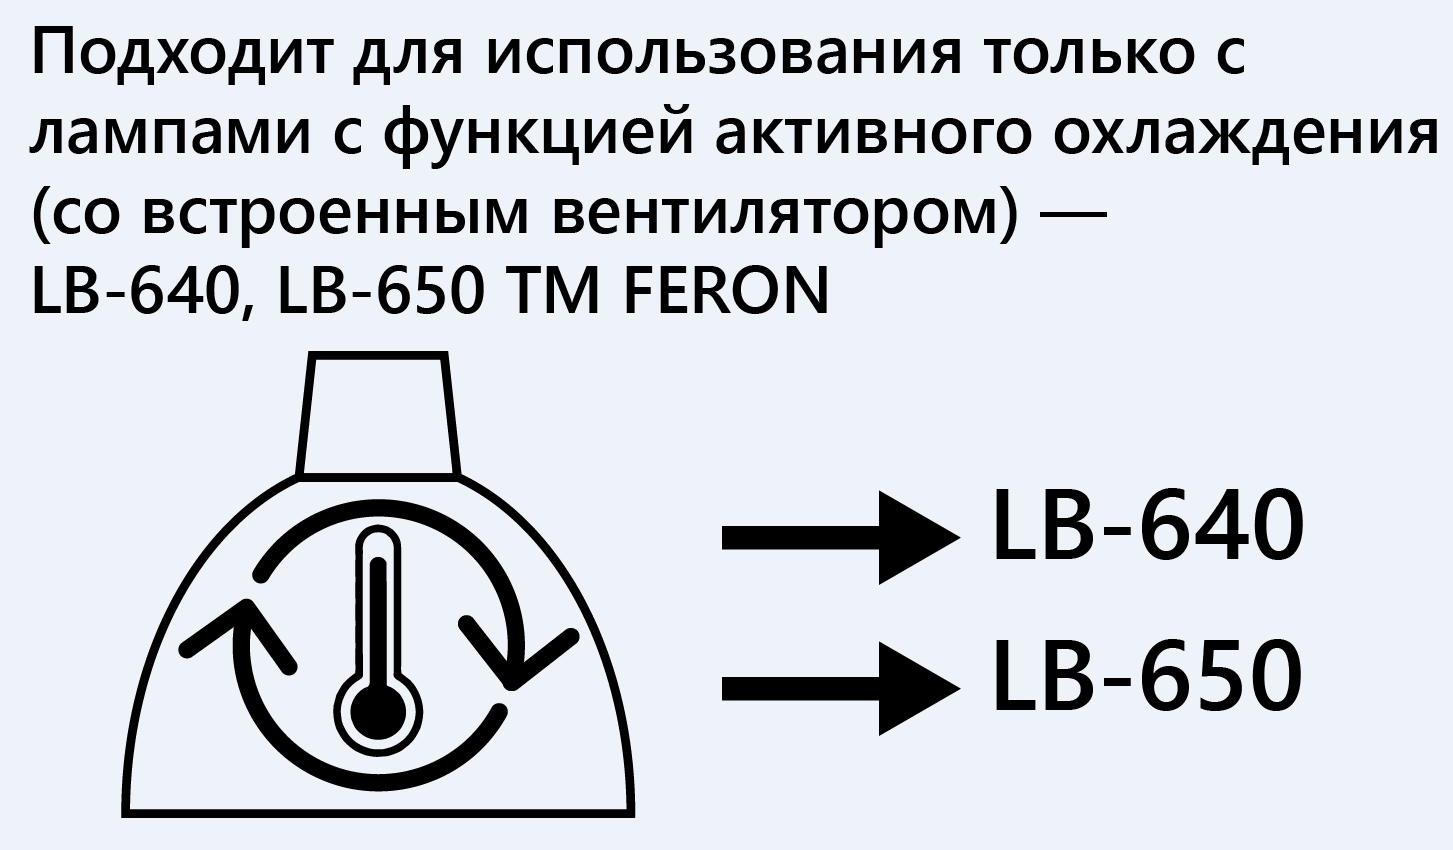 Подходит для использования только с
лампами с функцией активного охлаждения
(со встроенным вентилятором) —
LB-640, LB-650 TM FERON
LB-640
LB-650